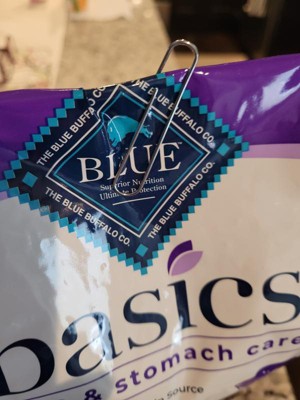 THE BLUE BUFFALO CO.
THE BLUE BUFFALO CO.
BLUE™
Superior Nutrition
Ultimate Protection
THE BLUE BUFFALO CO.
THE BLUE BUFFALO CO.
basics
& stomach care
Source